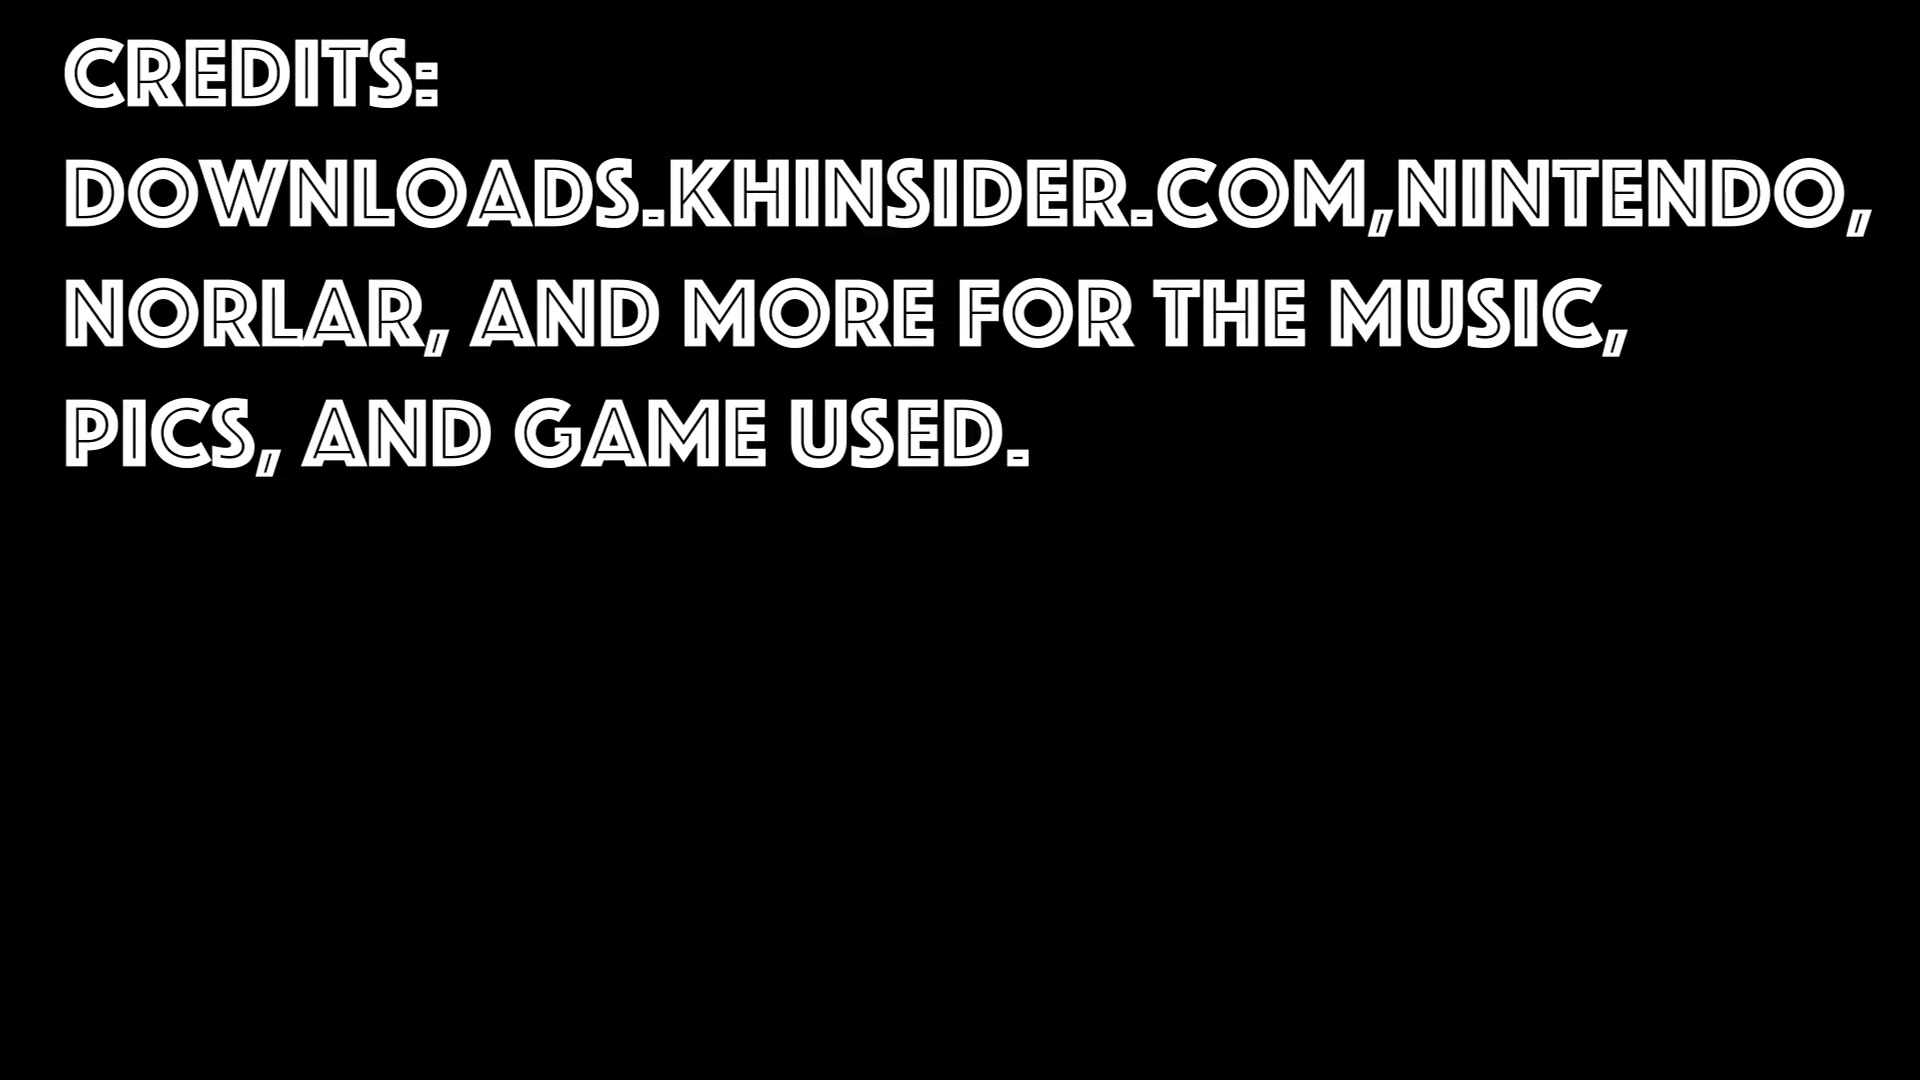 CREDITS:
DOWNLOADS.KHINSIDER.COM,NINTENDO,
NORLAR, AND MORE FOR THE MUSIC,
PICS, AND GAME USED.